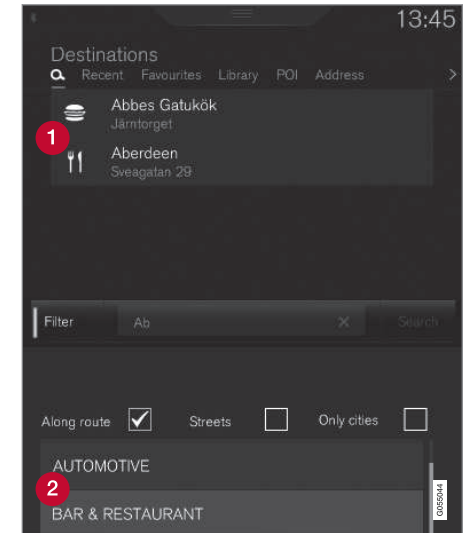 13:45
Destinations
Recent Favourites Library POI Address
Abbes Gatukök
Järntorget
1
Aberdeen
Sveagatan 29
Filter Ab Search
Along route Streets Only cities
AUTOMOTIVE
2
BAR & RESTAURANT
G055044